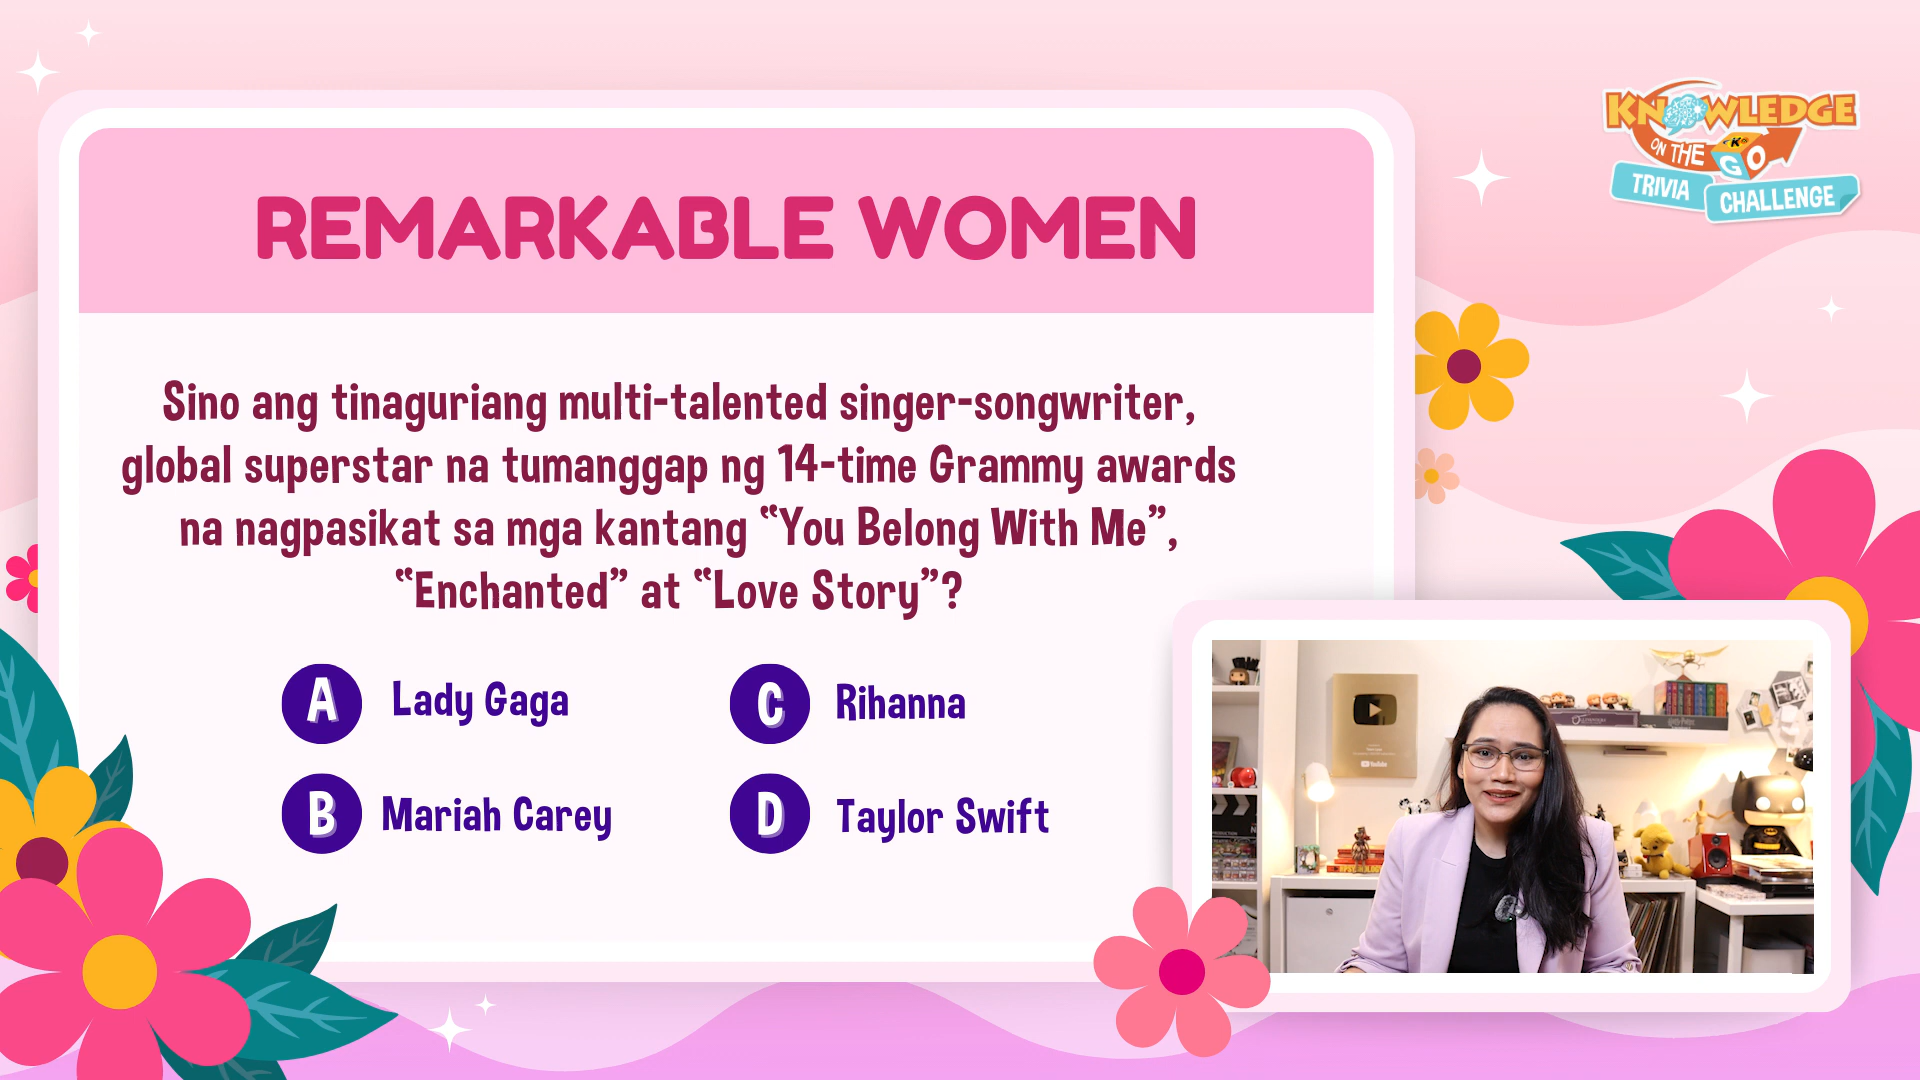 KNOWLEDGE
ON THE GO
TRIVIA
CHALLENGE
REMARKABLE WOMEN
Sino ang tinaguriang multi-talented singer-songwriter,
global superstar na tumanggap ng 14-time Grammy awards
na nagpasikat sa mga kantang “You Belong With Me”,
“Enchanted” at “Love Story”?
A Lady Gaga
B Mariah Carey
C Rihanna
D Taylor Swift
YouTube